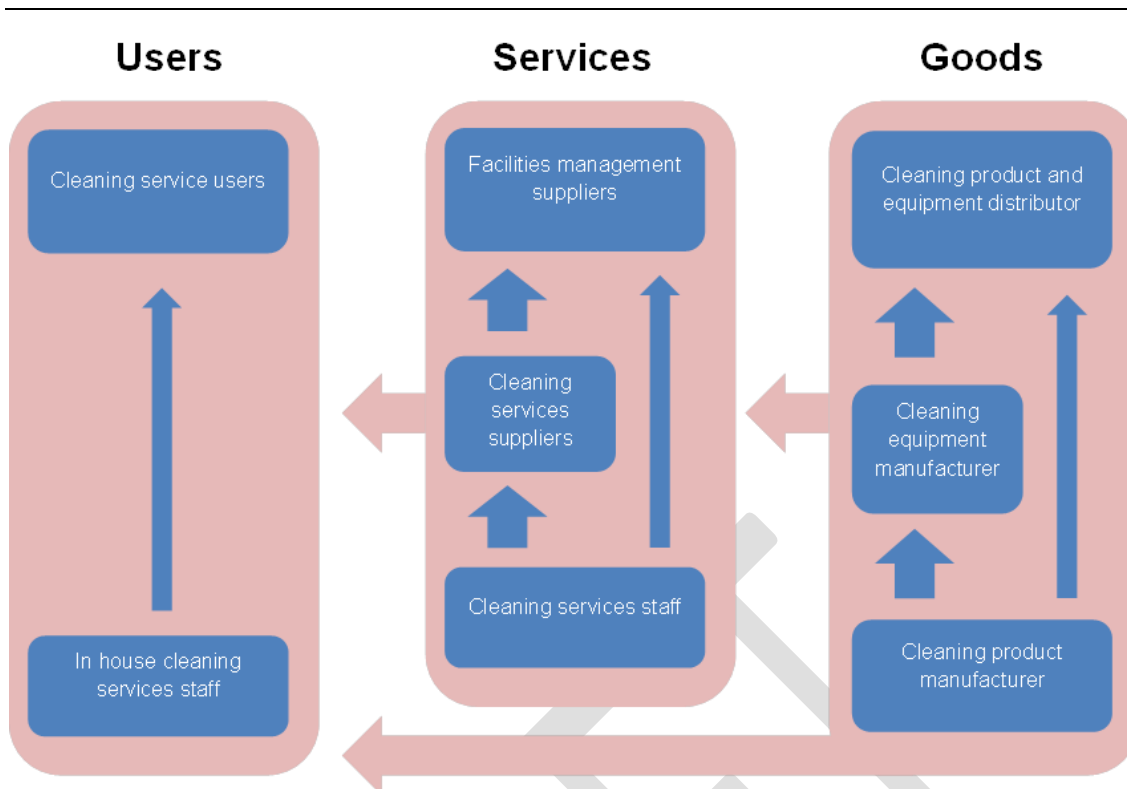 Users
Services
Goods
Cleaning service users
Facilities management
suppliers
Cleaning product and
equipment distributor
Cleaning
services
suppliers
Cleaning
equipment
manufacturer
Cleaning services staff
In house cleaning
services staff
Cleaning product
manufacturer